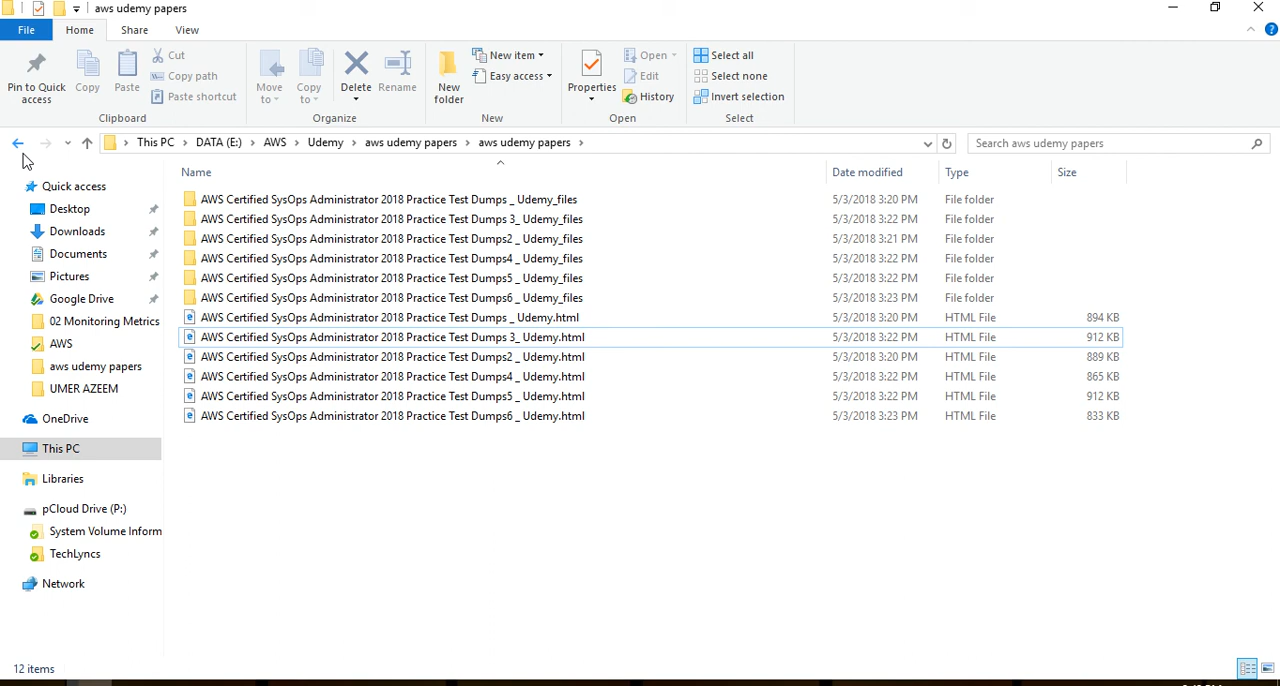 aws udemy papers
File Home Share View
Pin to Quick access
Copy
Paste
Cut
Copy path
Paste shortcut
Clipboard
Move to
Copy to
Delete
Rename
Organize
New folder
New item
Easy access
New
Properties
Open
Edit
History
Open
Select all
Select none
Invert selection
Select
This PC > DATA (E:) > AWS > Udemy > aws udemy papers > aws udemy papers >
Search aws udemy papers
Name Date modified Type Size
Quick access
Desktop
Downloads
Documents
Pictures
Google Drive
02 Monitoring Metrics
AWS
aws udemy papers
UMER AZEEM
OneDrive
This PC
Libraries
pCloud Drive (P:)
System Volume Inform
TechLyncs
Network
AWS Certified SysOps Administrator 2018 Practice Test Dumps _ Udemy_files 5/3/2018 3:20 PM File folder
AWS Certified SysOps Administrator 2018 Practice Test Dumps 3_ Udemy_files 5/3/2018 3:22 PM File folder
AWS Certified SysOps Administrator 2018 Practice Test Dumps2 _ Udemy_files 5/3/2018 3:21 PM File folder
AWS Certified SysOps Administrator 2018 Practice Test Dumps4 _ Udemy_files 5/3/2018 3:22 PM File folder
AWS Certified SysOps Administrator 2018 Practice Test Dumps5 _ Udemy_files 5/3/2018 3:22 PM File folder
AWS Certified SysOps Administrator 2018 Practice Test Dumps6 _ Udemy_files 5/3/2018 3:23 PM File folder
AWS Certified SysOps Administrator 2018 Practice Test Dumps _ Udemy.html 5/3/2018 3:20 PM HTML File 894 KB
AWS Certified SysOps Administrator 2018 Practice Test Dumps 3_ Udemy.html 5/3/2018 3:22 PM HTML File 912 KB
AWS Certified SysOps Administrator 2018 Practice Test Dumps2 _ Udemy.html 5/3/2018 3:20 PM HTML File 889 KB
AWS Certified SysOps Administrator 2018 Practice Test Dumps4 _ Udemy.html 5/3/2018 3:22 PM HTML File 865 KB
AWS Certified SysOps Administrator 2018 Practice Test Dumps5 _ Udemy.html 5/3/2018 3:22 PM HTML File 912 KB
AWS Certified SysOps Administrator 2018 Practice Test Dumps6 _ Udemy.html 5/3/2018 3:23 PM HTML File 833 KB
12 items